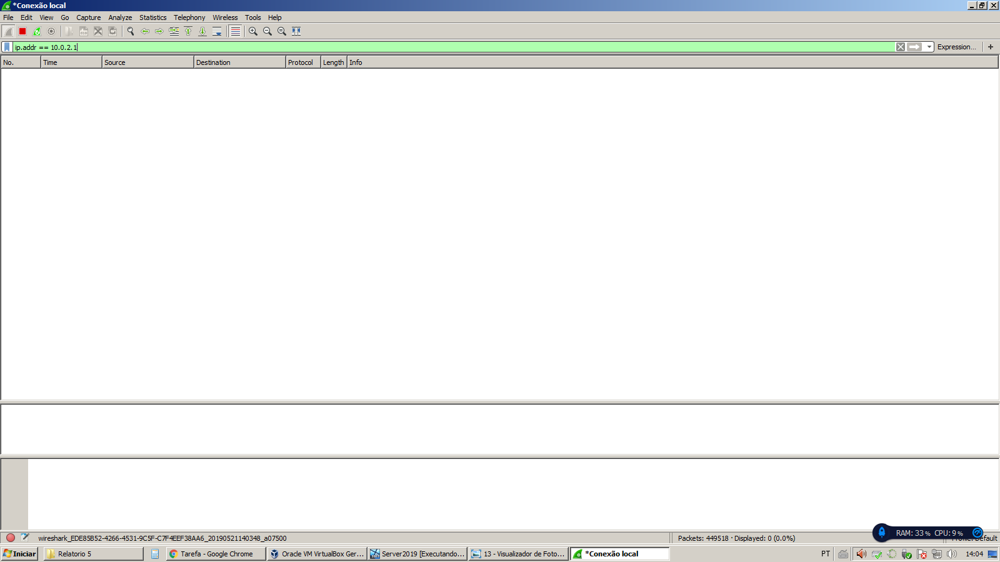 *Conexão local
File Edit View Go Capture Analyze Statistics Telephony Wireless Tools Help
ip.addr == 10.0.2.1
Expression... +
No. Time Source Destination Protocol Length Info
wireshark_EDE85B52-4266-4531-9C5F-C7F4EEF38AA6_20190521140348_a07500
Packets: 449518 · Displayed: 0 (0.0%)
Default
RAM: 33% CPU: 9%
Iniciar Relatorio 5 Tarefa - Google Chrome Oracle VM VirtualBox Ger... Server2019 [Executando... 13 - Visualizador de Foto... *Conexão local PT 14:04